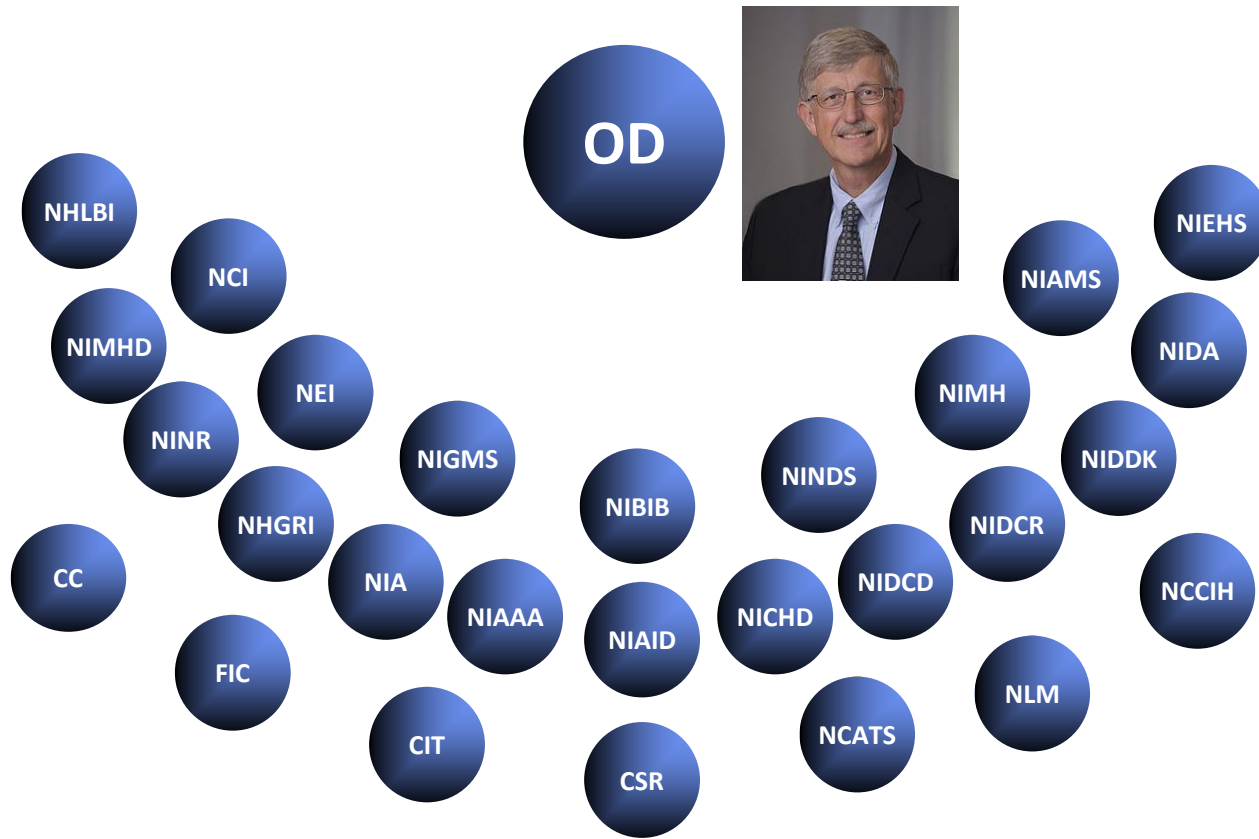 OD
NHLBI
NIEHS
NCI
NIAMS
NIMHD
NIDA
NEI
NIMH
NINR
NIGMS
NIDDK
NINDS
NIBIB
NHGRI
NIDCR
CC
NIA
NIDCD
NCCIH
NIAAA
NICHD
NIAID
FIC
NLM
CIT
NCATS
CSR